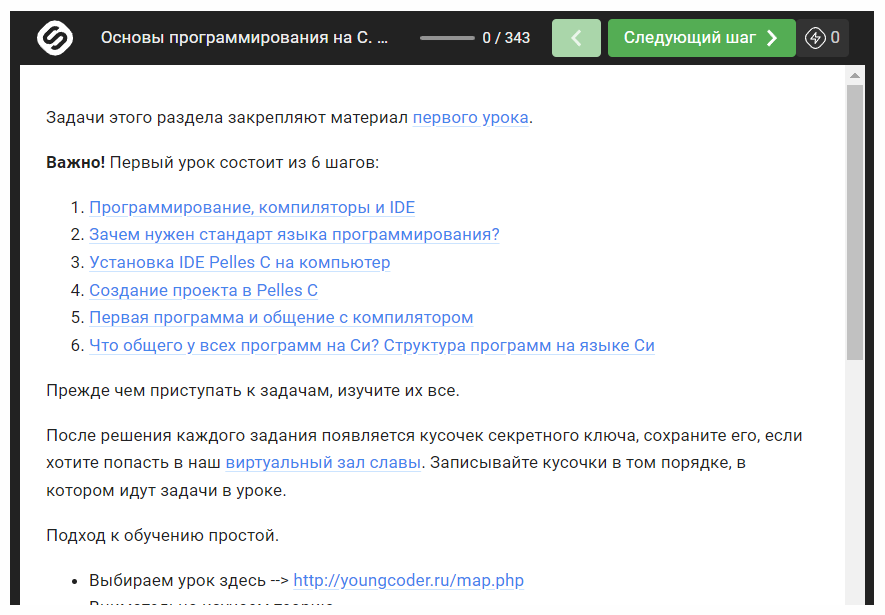 Основы программирования на C. ...
0 / 343
Следующий шаг
0
Задачи этого раздела закрепляют материал первого урока.
Важно! Первый урок состоит из 6 шагов:
1. Программирование, компиляторы и IDE
2. Зачем нужен стандарт языка программирования?
3. Установка IDE Pelles C на компьютер
4. Создание проекта в Pelles C
5. Первая программа и общение с компилятором
6. Что общего у всех программ на Си? Структура программ на языке Си
Прежде чем приступать к задачам, изучите их все.
После решения каждого задания появляется кусочек секретного ключа, сохраните его, если
хотите попасть в наш виртуальный зал славы. Записывайте кусочки в том порядке, в
котором идут задачи в уроке.
Подход к обучению простой.
• Выбираем урок здесь --> http://youngcoder.ru/map.php